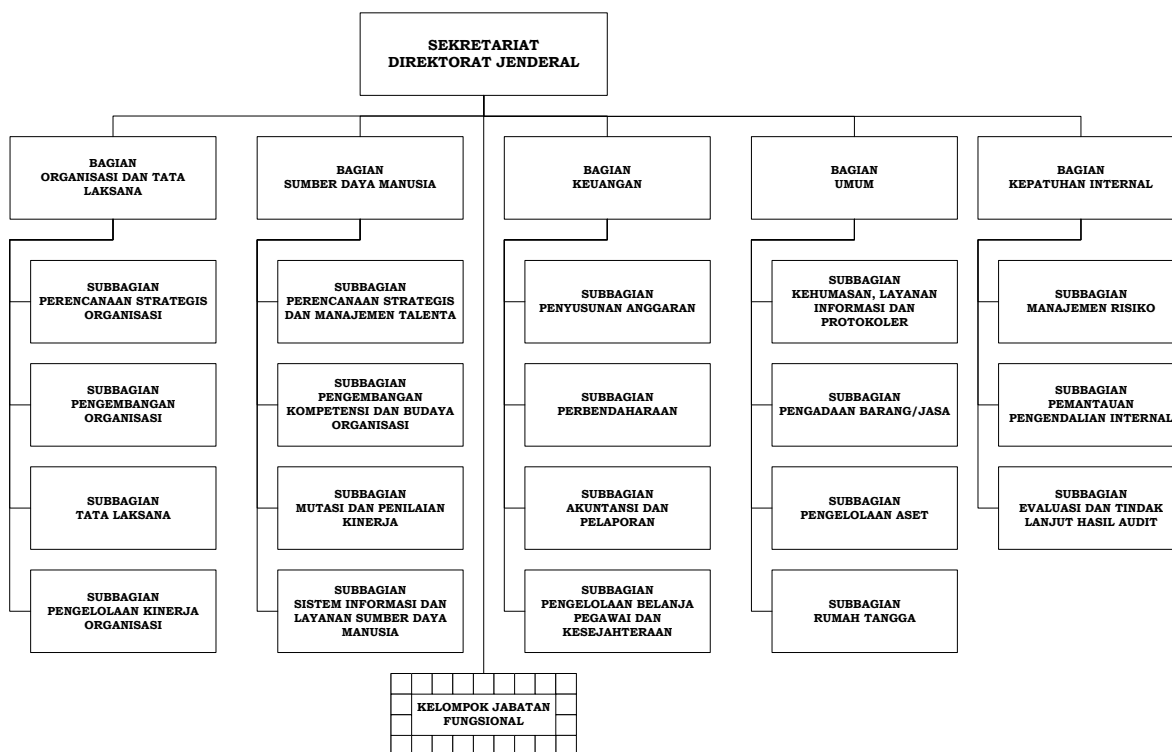 SEKRETARIAT
DIREKTORAT JENDERAL
BAGIAN
ORGANISASI DAN TATA
LAKSANA
BAGIAN
SUMBER DAYA MANUSIA
BAGIAN
KEUANGAN
BAGIAN
UMUM
BAGIAN
KEPATUHAN INTERNAL
SUBBAGIAN
PERENCANAAN STRATEGIS
ORGANISASI
SUBBAGIAN
PERENCANAAN STRATEGIS
DAN MANAJEMEN TALENTA
SUBBAGIAN
PENYUSUNAN ANGGARAN
SUBBAGIAN
KEHUMASAN, LAYANAN
INFORMASI DAN
PROTOKOLER
SUBBAGIAN
MANAJEMEN RISIKO
SUBBAGIAN
PENGEMBANGAN
ORGANISASI
SUBBAGIAN
PENGEMBANGAN
KOMPETENSI DAN BUDAYA
ORGANISASI
SUBBAGIAN
PERBENDAHARAAN
SUBBAGIAN
PENGADAAN BARANG/JASA
SUBBAGIAN
PEMANTAUAN
PENGENDALIAN INTERNAL
SUBBAGIAN
TATA LAKSANA
SUBBAGIAN
MUTASI DAN PENILAIAN
KINERJA
SUBBAGIAN
AKUNTANSI DAN
PELAPORAN
SUBBAGIAN
PENGELOLAAN ASET
SUBBAGIAN
EVALUASI DAN TINDAK
LANJUT HASIL AUDIT
SUBBAGIAN
PENGELOLAAN KINERJA
ORGANISASI
SUBBAGIAN
SISTEM INFORMASI DAN
LAYANAN SUMBER DAYA
MANUSIA
SUBBAGIAN
PENGELOLAAN BELANJA
PEGAWAI DAN
KESEJAHTERAAN
SUBBAGIAN
RUMAH TANGGA
KELOMPOK JABATAN
FUNGSIONAL